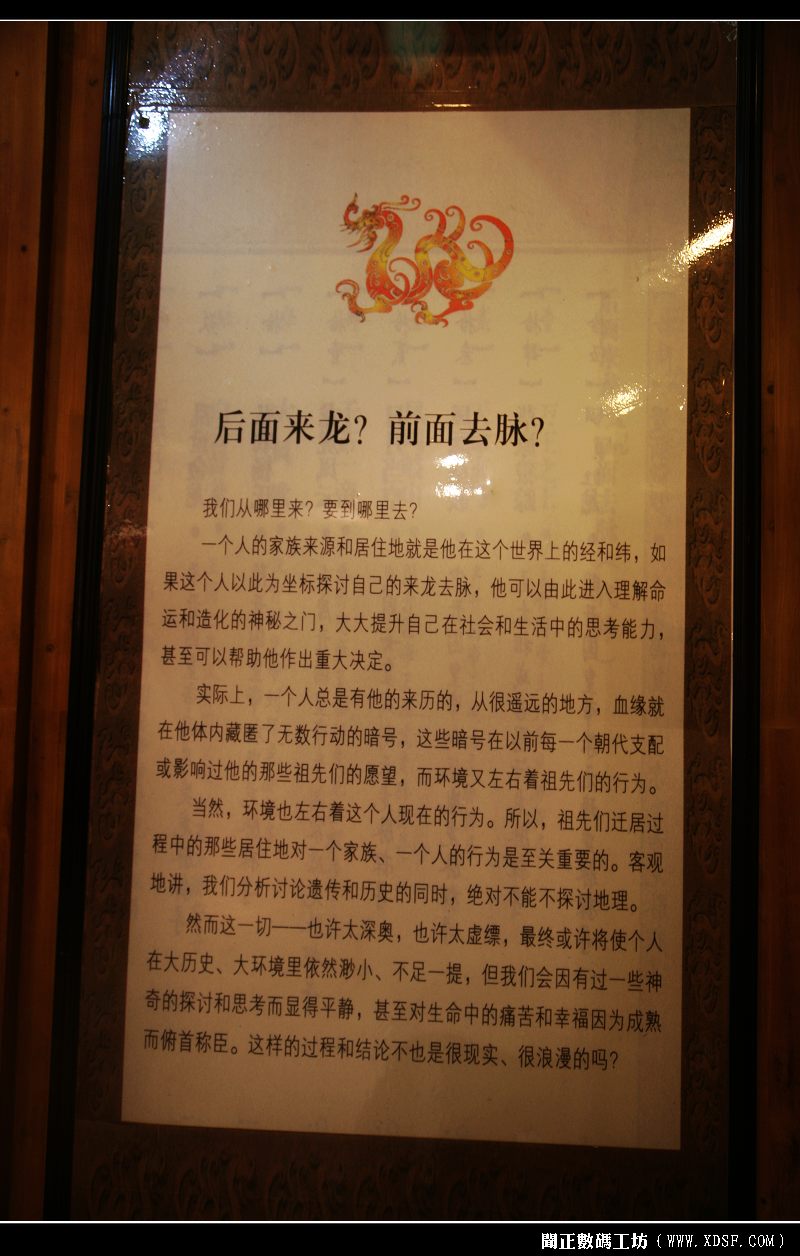 后面来龙？前面去脉？
我们从哪里来？要到哪里去？
一个人的家族来源和居住地就是他在这个世界上的经和纬，如
果这个人以此为坐标探讨自己的来龙去脉，他可以由此进入理解命
运和造化的神秘之门，大大提升自己在社会和生活中的思考能力，
甚至可以帮助他作出重大决定。
实际上，一个人总是有他的来历的，从很遥远的地方，血缘就
在他体内藏匿了无数行动的暗号，这些暗号在以前每一个朝代支配
或影响过他的那些祖先们的愿望，而环境又左右着祖先们的行为。
当然，环境也左右着这个人现在的行为。所以，祖先们迁居过
程中的那些居住地对一个家族、一个人的行为是至关重要的。客观
地讲，我们分析讨论遗传和历史的同时，绝对不能不探讨地理。
然而这一切——也许太深奥，也许太虚缥，最终或许将使个人
在大历史、大环境里依然渺小、不足一提，但我们会因有过一些神
奇的探讨和思考而显得平静，甚至对生命中的痛苦和幸福因为成熟
而俯首称臣。这样的过程和结论不也是很现实、很浪漫的吗？
闻正數碼工坊（WWW.XDSF.COM）